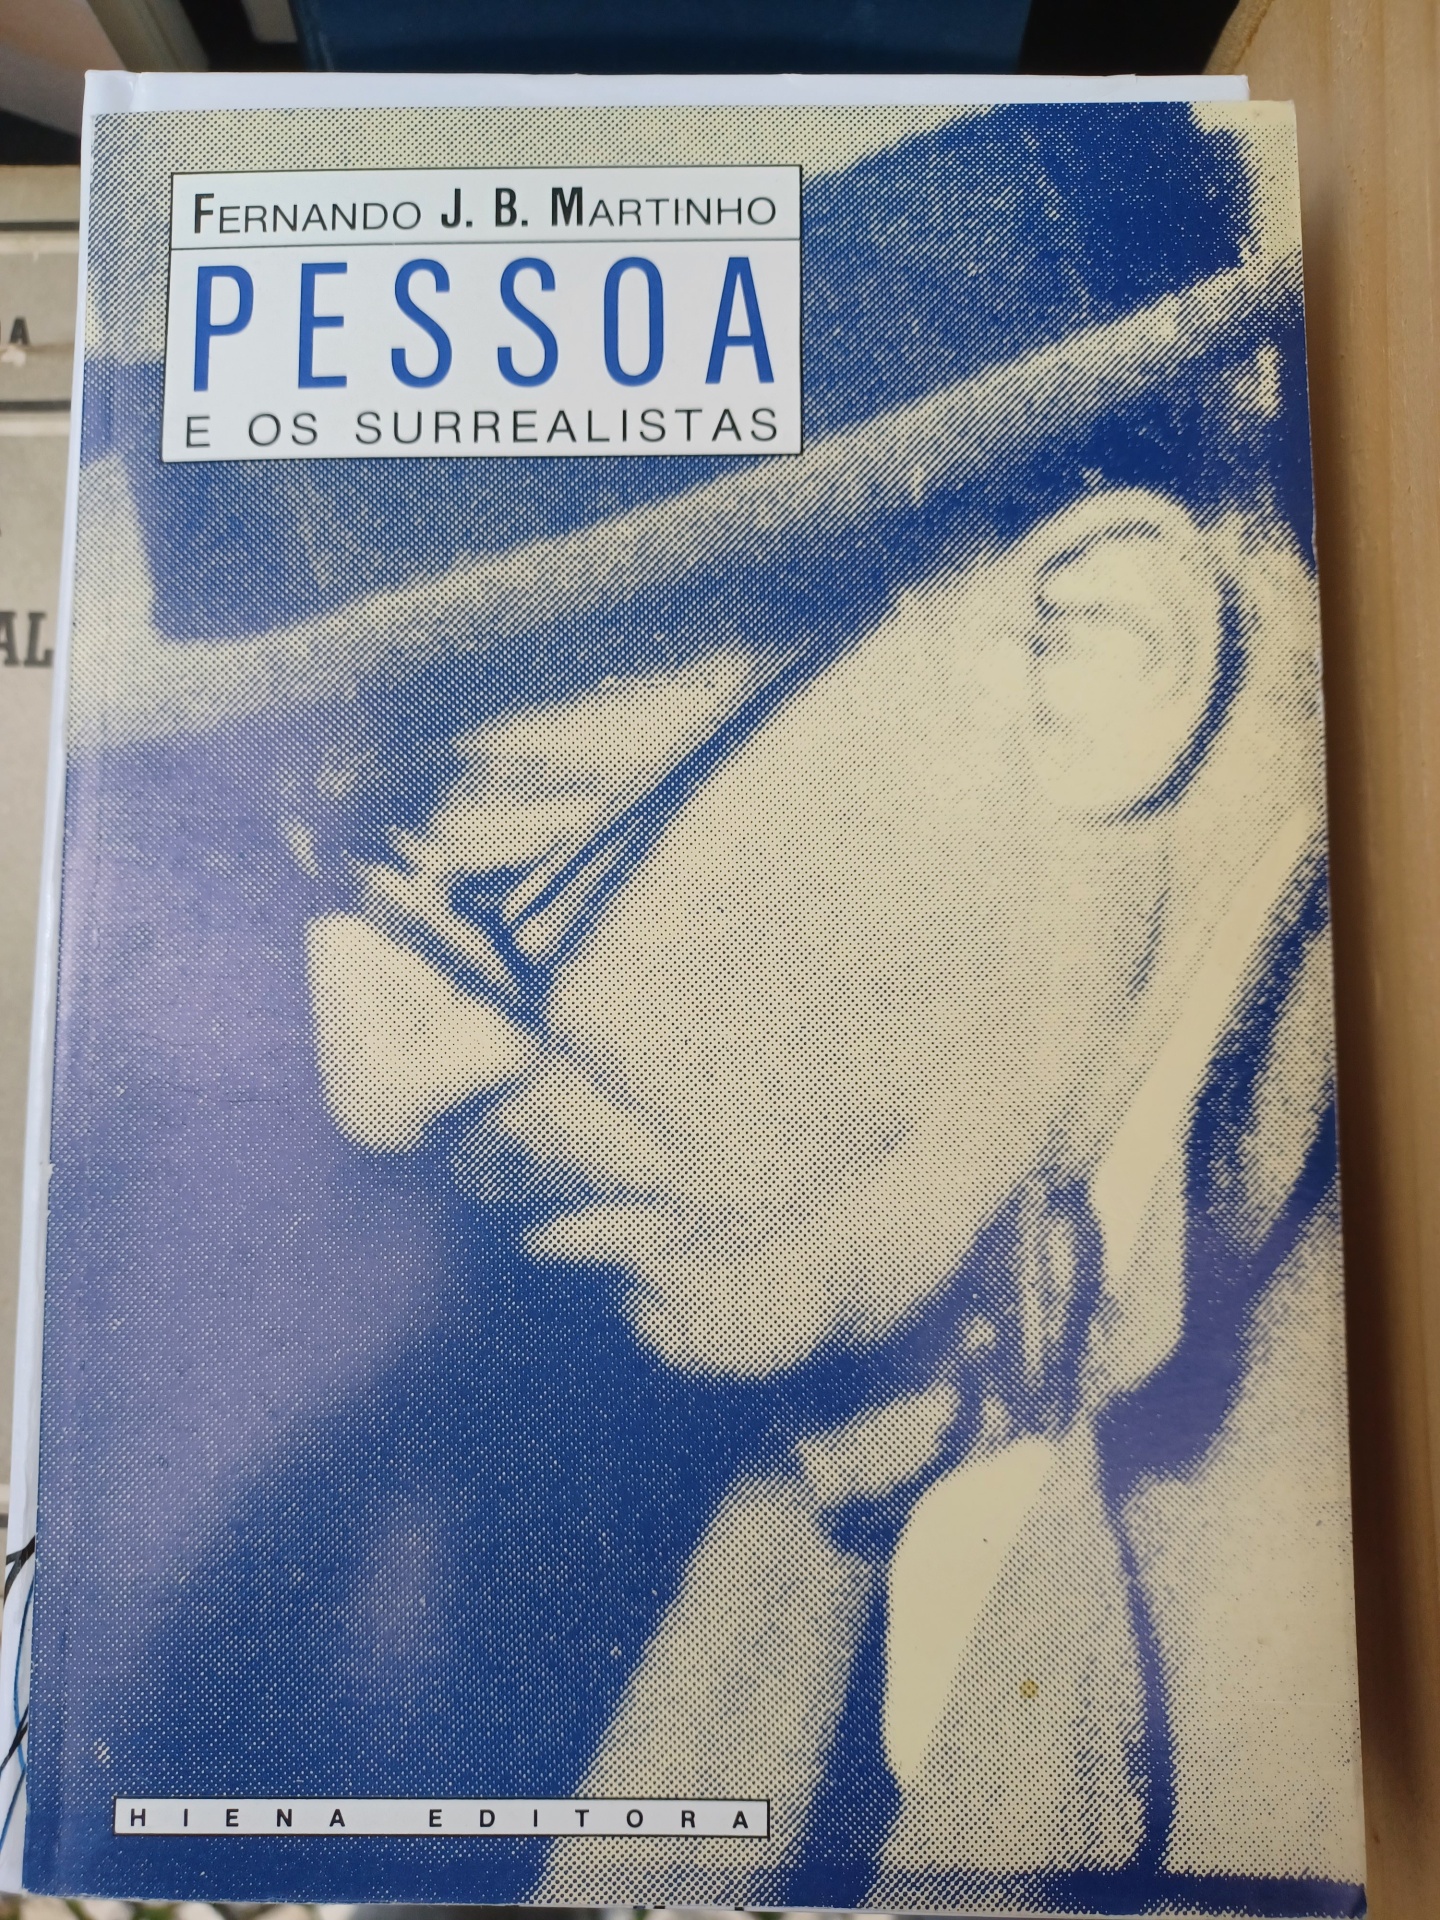 FERNANDO J. B. MARTINHO
PESSOA
E OS SURREALISTAS
HIENA EDITORA